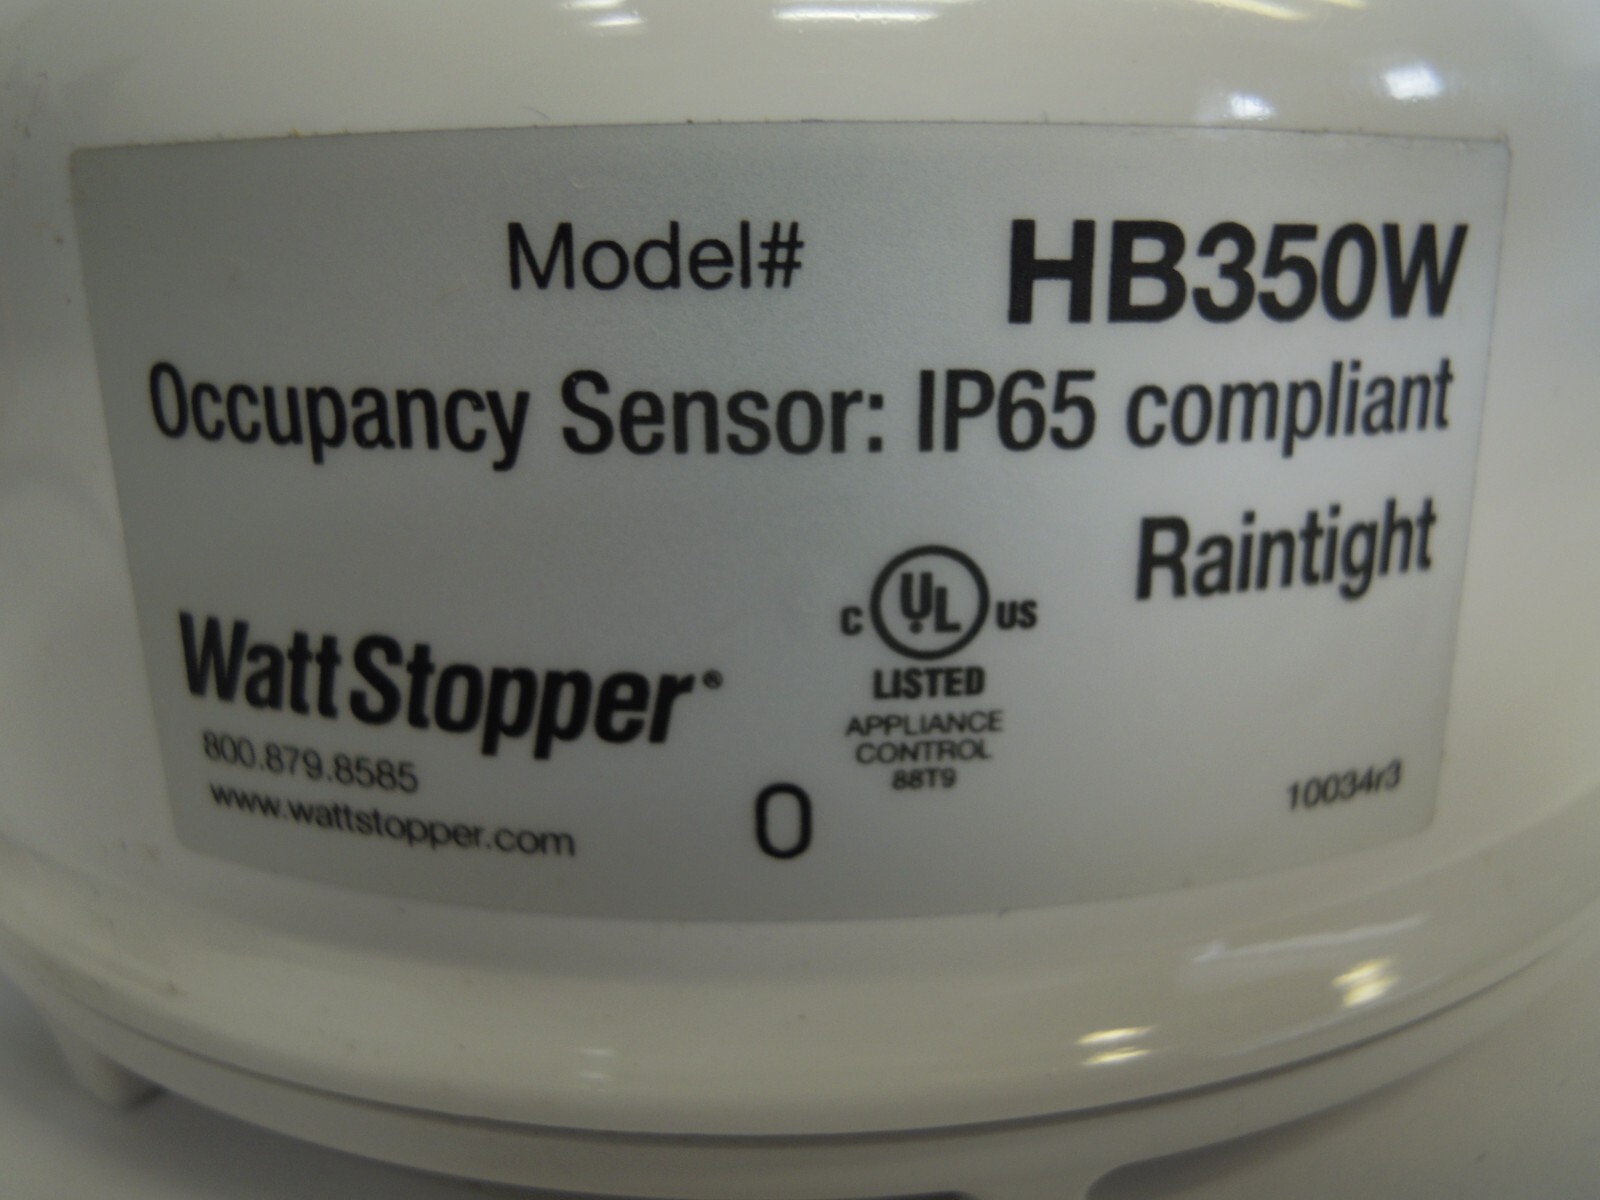 Model# HB350W
Occupancy Sensor: IP65 compliant
Raintight
C UL US
LISTED
APPLIANCE
CONTROL
88T9
WattStopper®
800.879.8585
www.wattstopper.com
0
10034r3